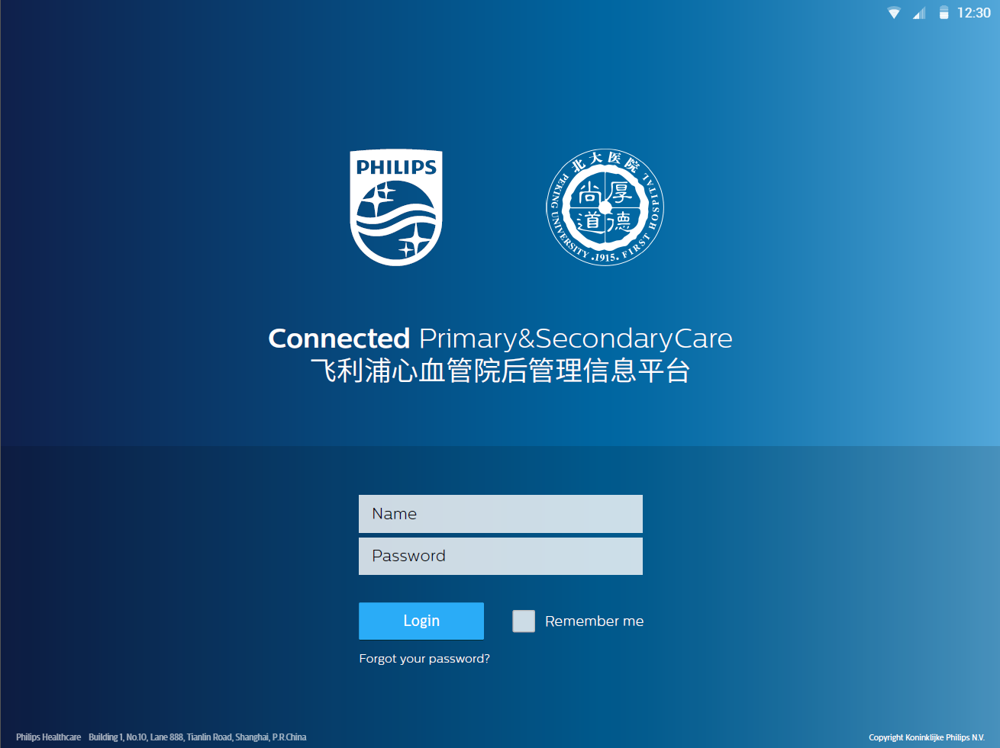 12:30
PHILIPS
北大医院
尚厚
道德
PEKING UNIVERSITY •1915• FIRST HOSPITAL
Connected Primary&SecondaryCare
飞利浦心血管院后管理信息平台
Name
Password
Login
Remember me
Forgot your password?
Philips Healthcare Building 1, No.10, Lane 888, Tianlin Road, Shanghai, P.R.China
Copyright Koninklijke Philips N.V.